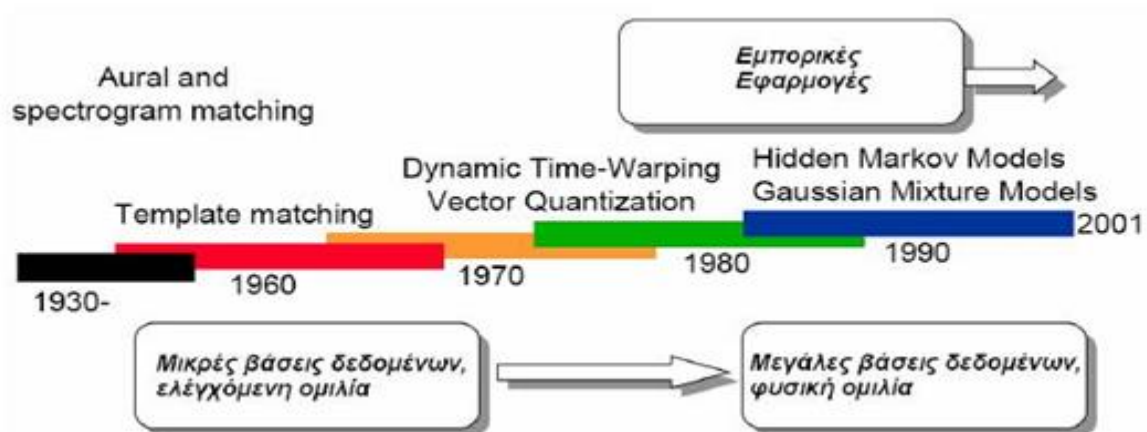 Εμπορικές
Εφαρμογές
Aural and
spectrogram matching
Hidden Markov Models
Dynamic Time-Warping
Gaussian Mixture Models
Vector Quantization
Template matching
2001
1990
1980
1970
1960
1930-
Μικρές βάσεις δεδομένων,
ελέγχόμενη ομιλία
Μεγάλες βάσεις δεδομένων,
φυσική ομιλία